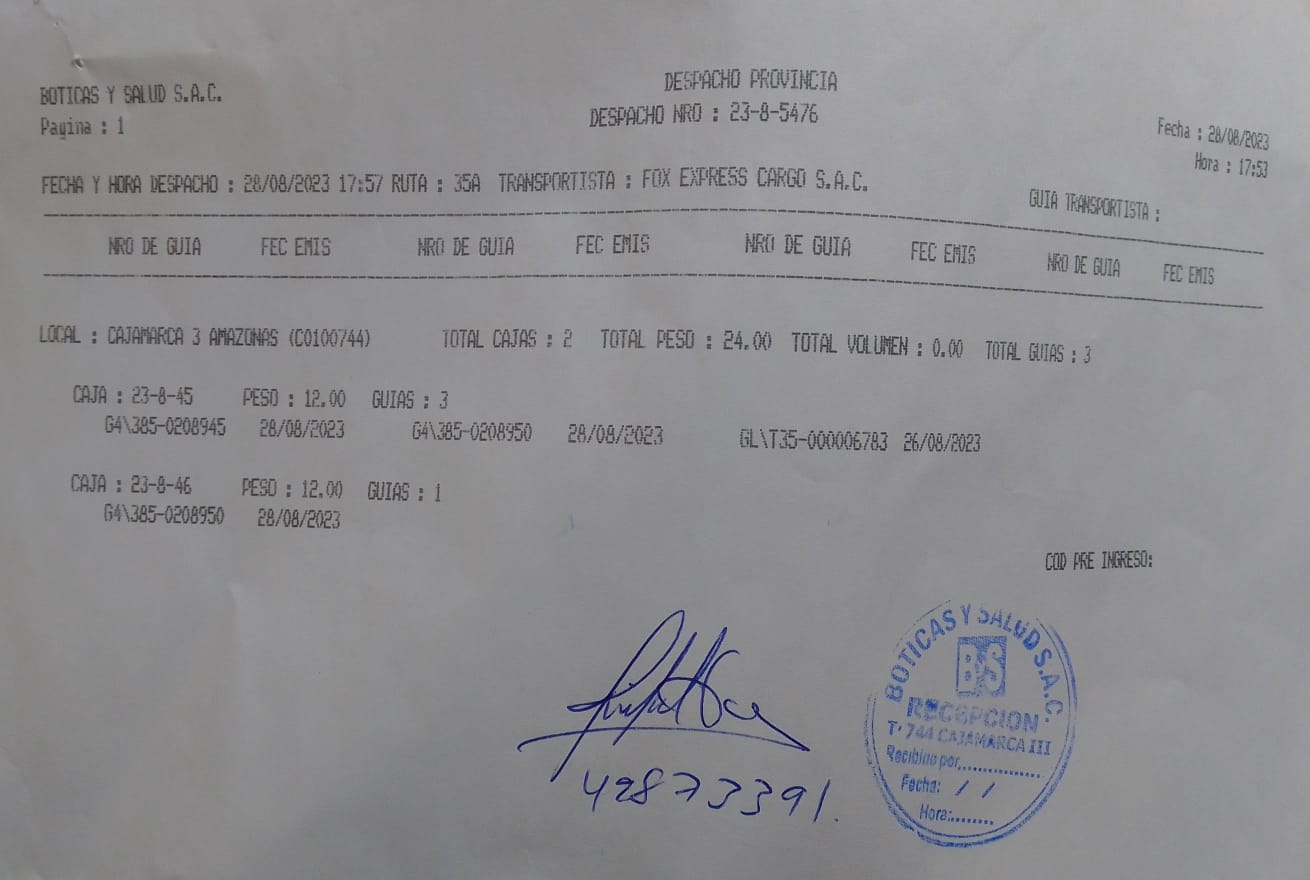 BOTICAS Y SALUD S.A.C.
DESPACHO PROVINCIA
Pagina : 1
DESPACHO NRO : 23-8-5476
Fecha : 28/08/2023
Hora : 17:53
FECHA Y HORA DESPACHO : 28/08/2023 17:57 RUTA : 35A TRANSPORTISTA : FOX EXPRESS CARGO S.A.C.
GUIA TRANSPORTISTA :
NRO DE GUIA FEC EMIS NRO DE GUIA FEC EMIS NRO DE GUIA FEC EMIS NRO DE GUIA FEC EMIS
LOCAL : CAJAMARCA 3 AMAZONAS (C0100744) TOTAL CAJAS : 2 TOTAL PESO : 24.00 TOTAL VOLUMEN : 0.00 TOTAL GUIAS : 3
CAJA : 23-8-45 PESO : 12.00 GUIAS : 3
G4\385-0208945 28/08/2023 G4\385-0208950 28/08/2023 GL\T35-000006783 26/08/2023
CAJA : 23-8-46 PESO : 12.00 GUIAS : 1
G4\385-0208950 28/08/2023
COD PRE INGRESO:
42873391.
BOTICAS Y SALUD S.A.C.
BS
RECEPCION
T-744 CAJAMARCA III
Recibido por..................
Fecha: / /
Hora:.........